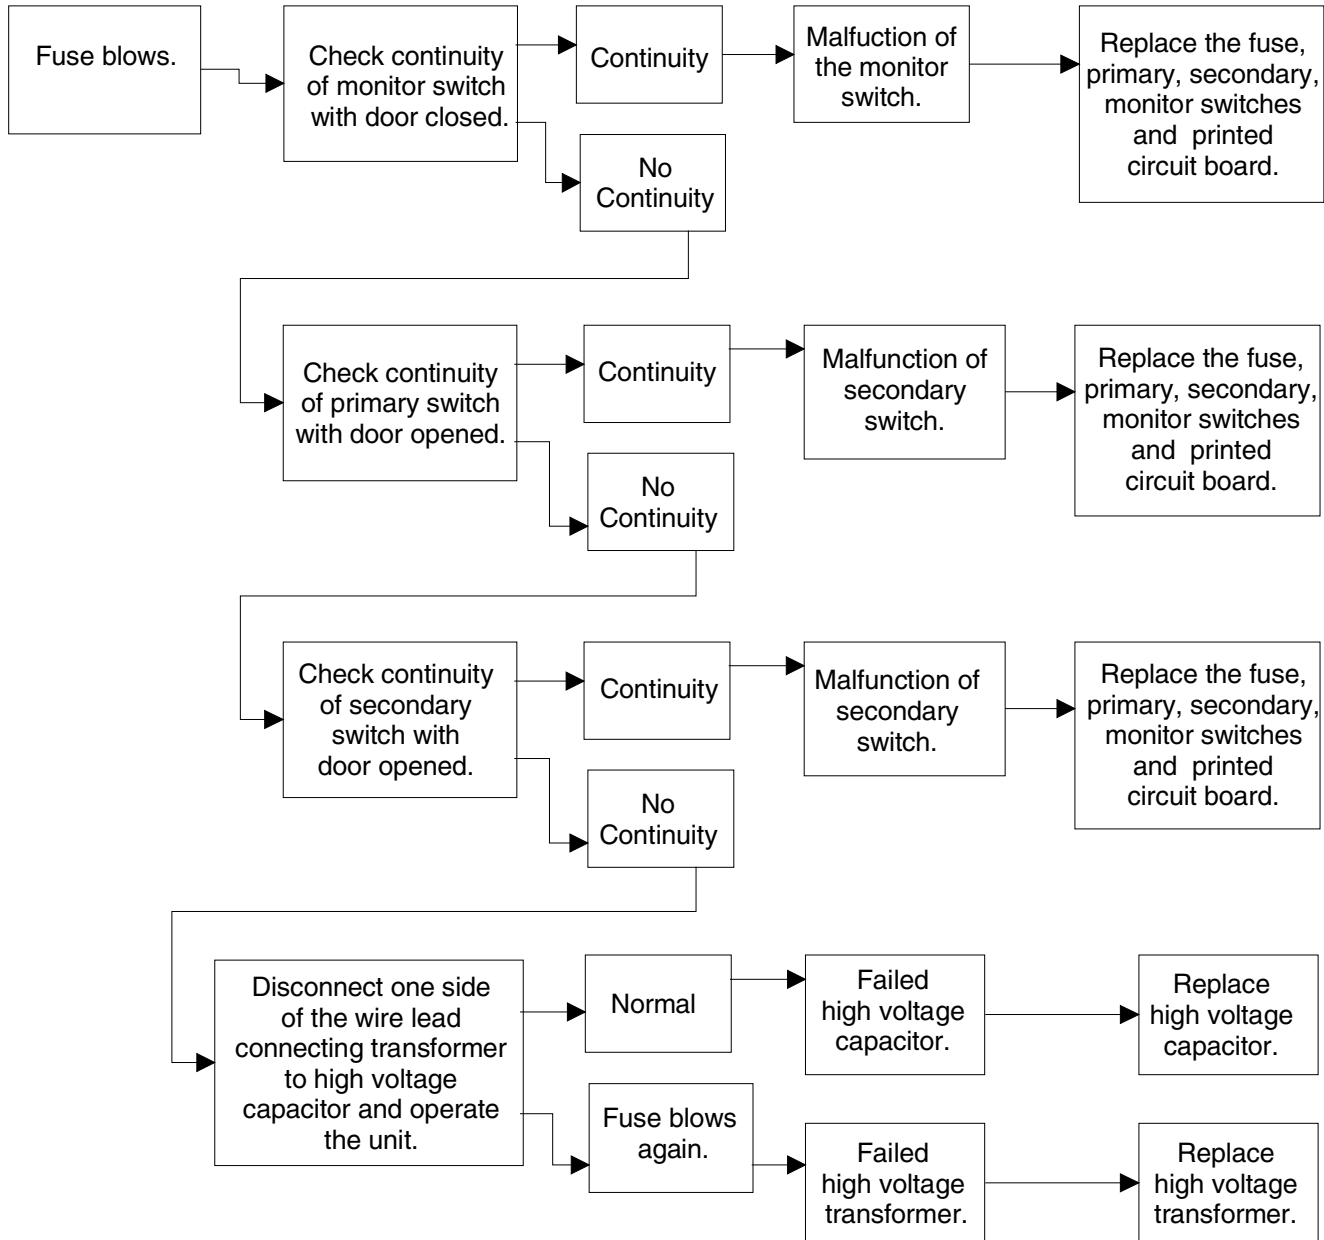 Fuse blows.
Check continuity
of monitor switch
with door closed.
Continuity
Malfuction of
the monitor
switch.
Replace the fuse,
primary, secondary,
monitor switches
and printed
circuit board.
No
Continuity
Check continuity
of primary switch
with door opened.
Continuity
Malfunction of
secondary
switch.
Replace the fuse,
primary, secondary,
monitor switches
and printed
circuit board.
No
Continuity
Check continuity
of secondary
switch with
door opened.
Continuity
Malfunction of
secondary
switch.
Replace the fuse,
primary, secondary,
monitor switches
and printed
circuit board.
No
Continuity
Disconnect one side
of the wire lead
connecting transformer
to high voltage
capacitor and operate
the unit.
Normal
Failed
high voltage
capacitor.
Replace
high voltage
capacitor.
Fuse blows
again.
Failed
high voltage
transformer.
Replace
high voltage
transformer.